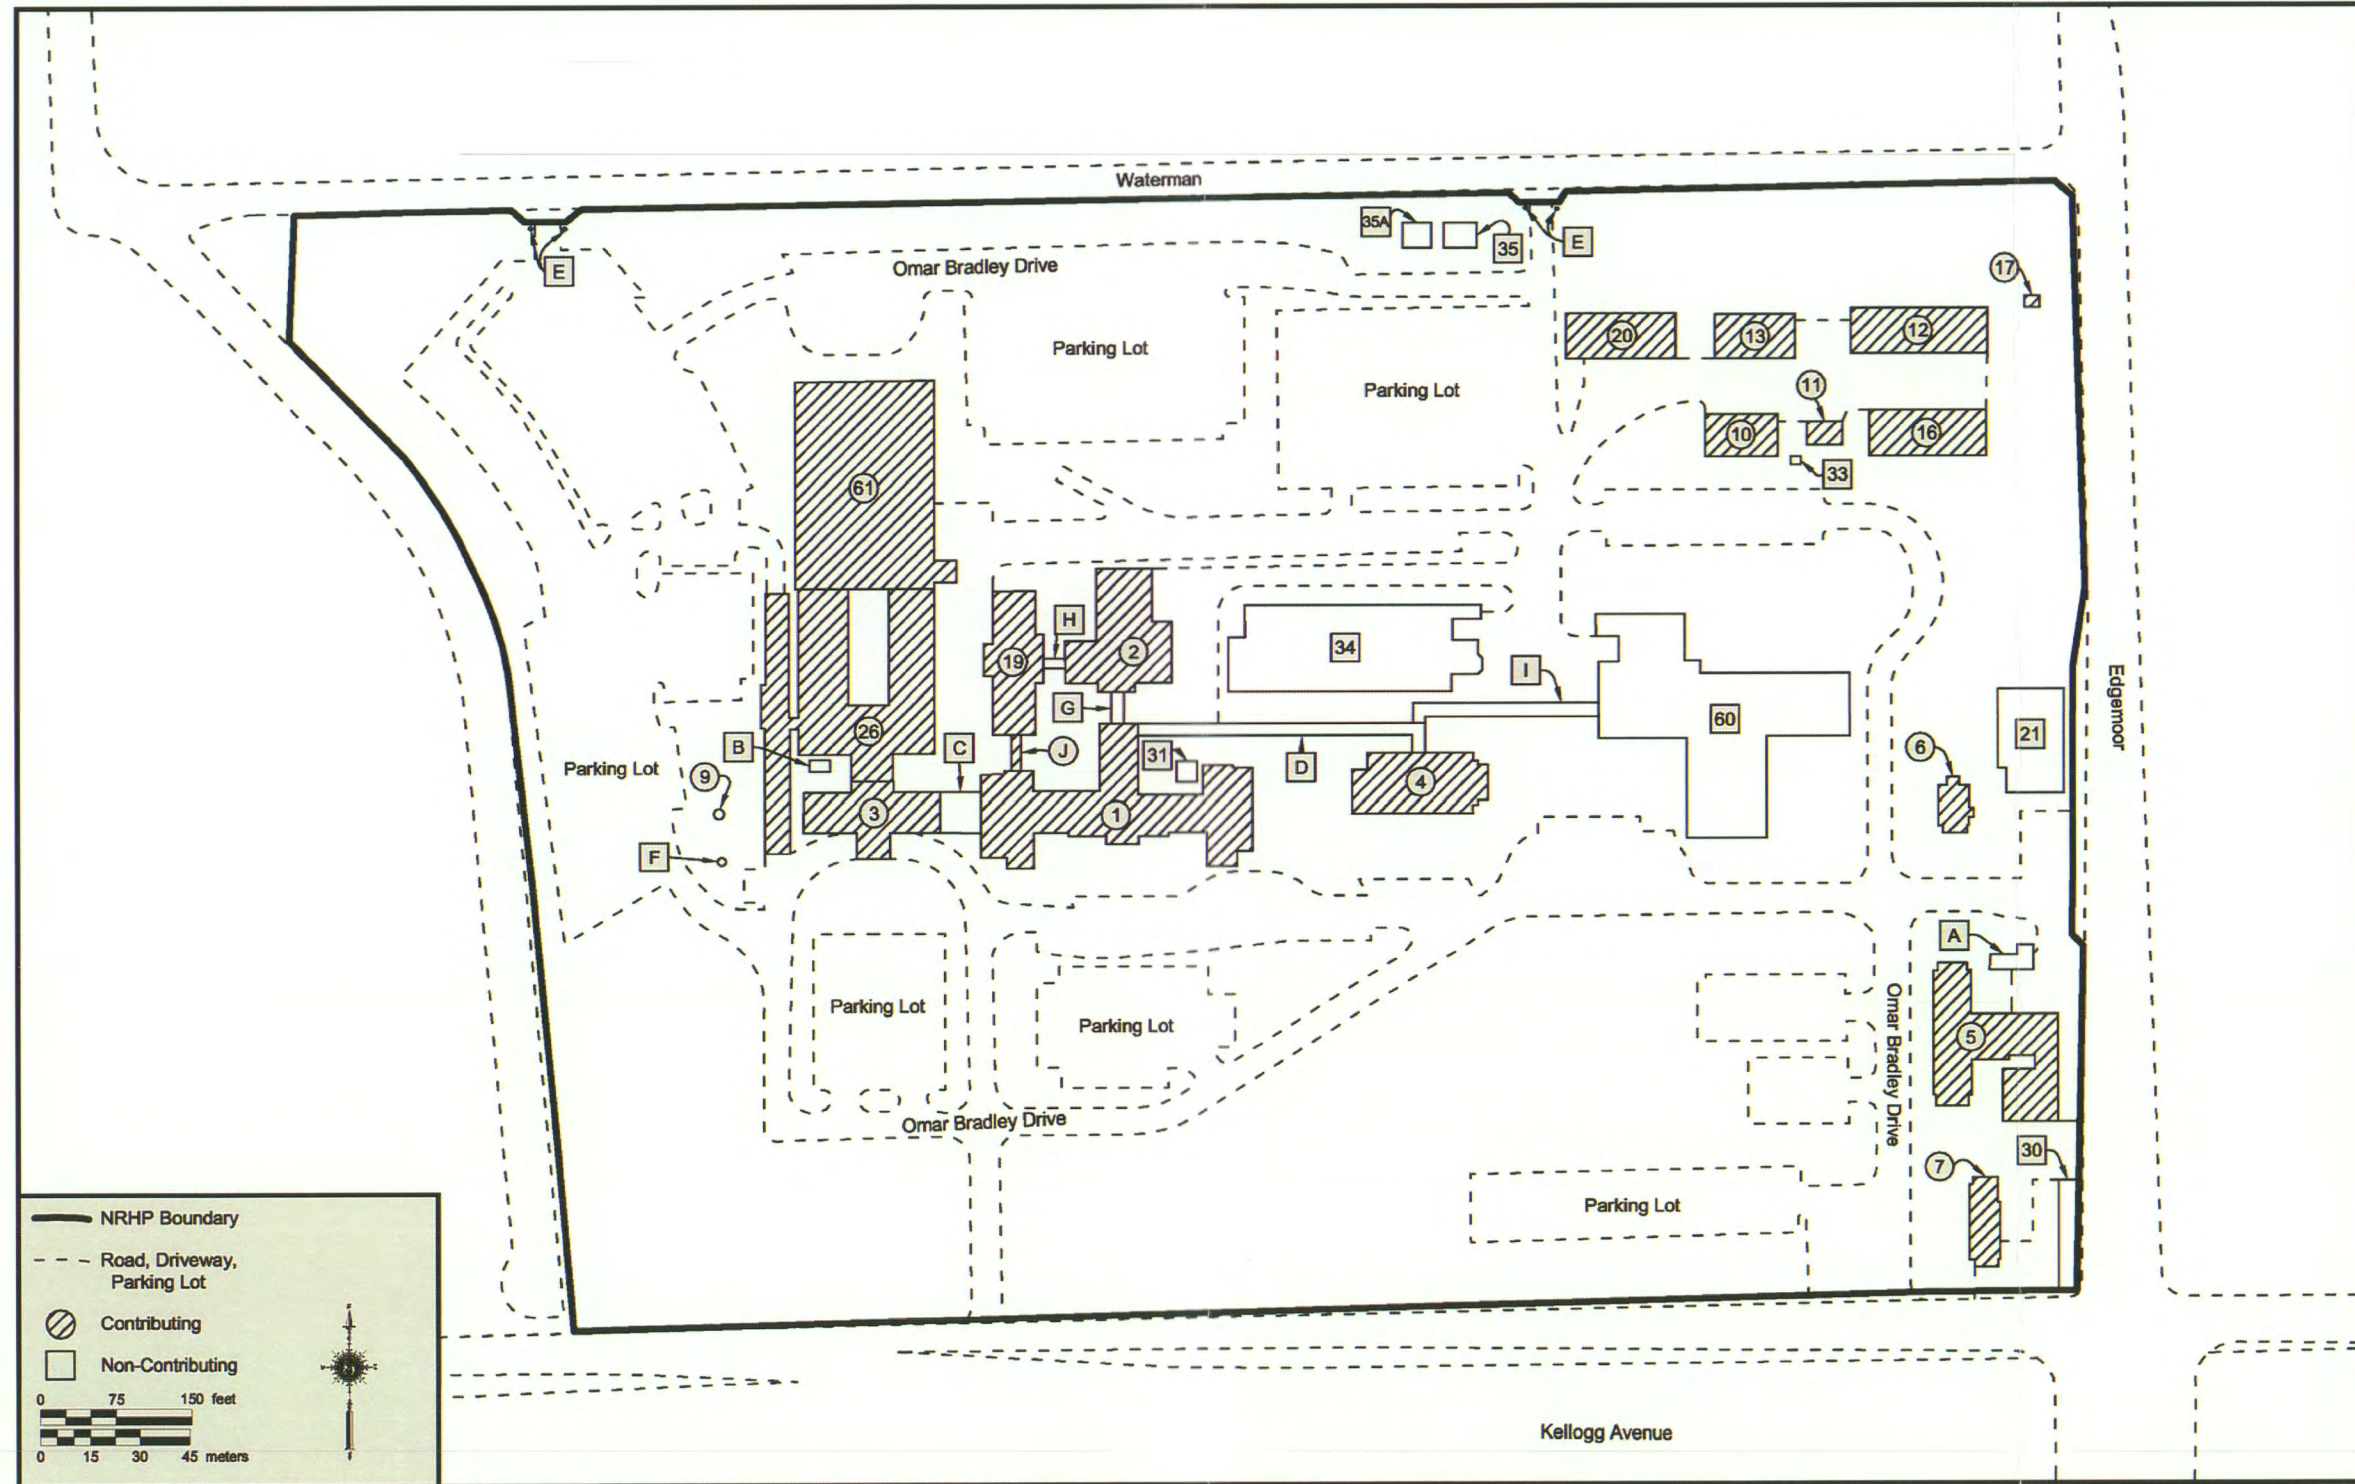 Waterman
35A
35
E
E
Omar Bradley Drive
17
Parking Lot
Parking Lot
20
13
12
11
10
16
33
61
H
19
2
34
I
G
60
Edgemoor
B
26
C
J
31
D
4
6
21
Parking Lot
9
3
1
F
A
Parking Lot
Parking Lot
Omar Bradley Drive
5
Omar Bradley Drive
30
7
Parking Lot
NRHP Boundary
Road, Driveway,
Parking Lot
Contributing
Non-Contributing
0 75 150 feet
0 15 30 45 meters
Kellogg Avenue